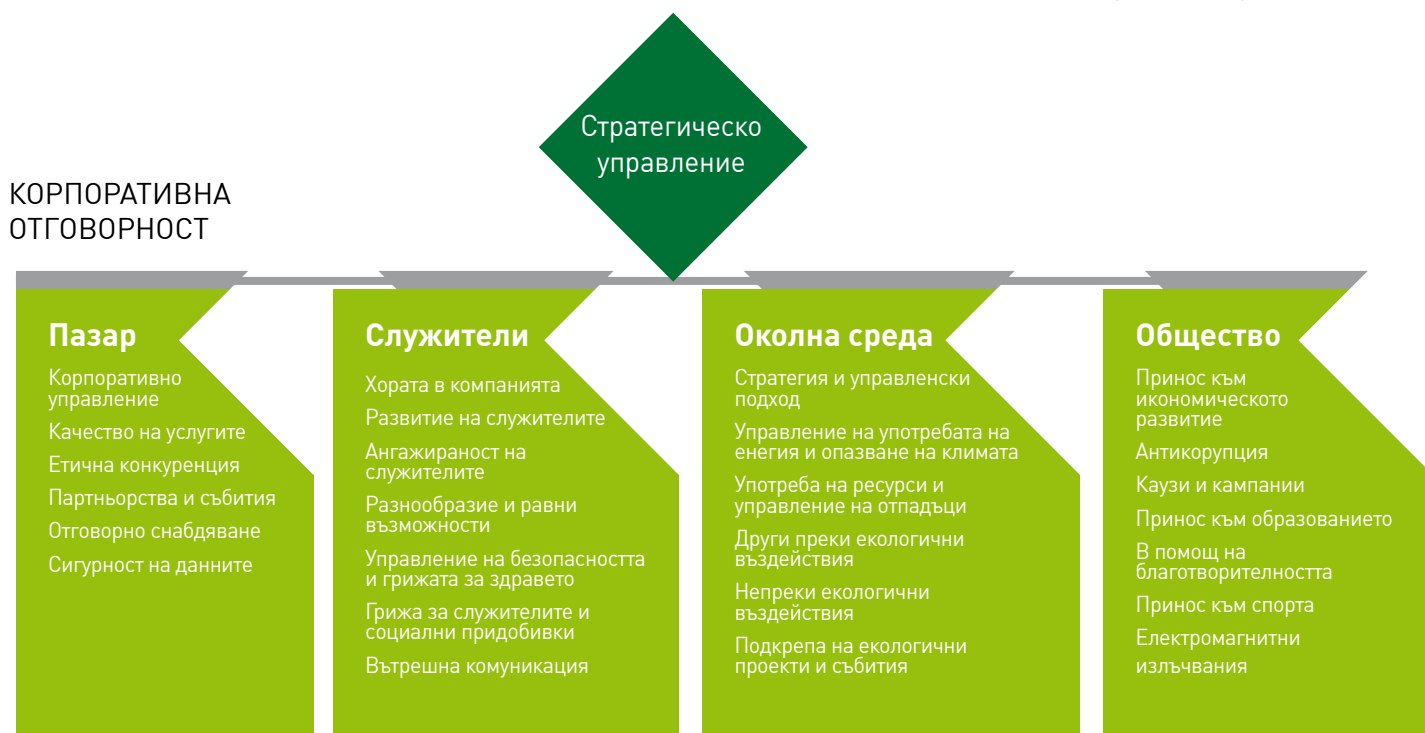 Стратегическо
управление
КОРПОРАТИВНА
ОТГОВОРНОСТ
Пазар
Корпоративно
управление
Качество на услугите
Етична конкуренция
Партньорства и събития
Отговорно снабдяване
Сигурност на данните
Служители
Хората в компанията
Развитие на служителите
Ангажираност на
служителите
Разнообразие и равни
възможности
Управление на безопасността
и грижата за здравето
Грижа за служителите и
социални придобивки
Вътрешна комуникация
Околна среда
Стратегия и управленски
подход
Управление на употребата на
енергия и опазване на климата
Употреба на ресурси и
управление на отпадъци
Други преки екологични
въздействия
Непреки екологични
въздействия
Подкрепа на екологични
проекти и събития
Общество
Принос към
икономическото
развитие
Антикорупция
Каузи и кампании
Принос към образованието
В помощ на
благотворителността
Принос към спорта
Електромагнитни
излъчвания